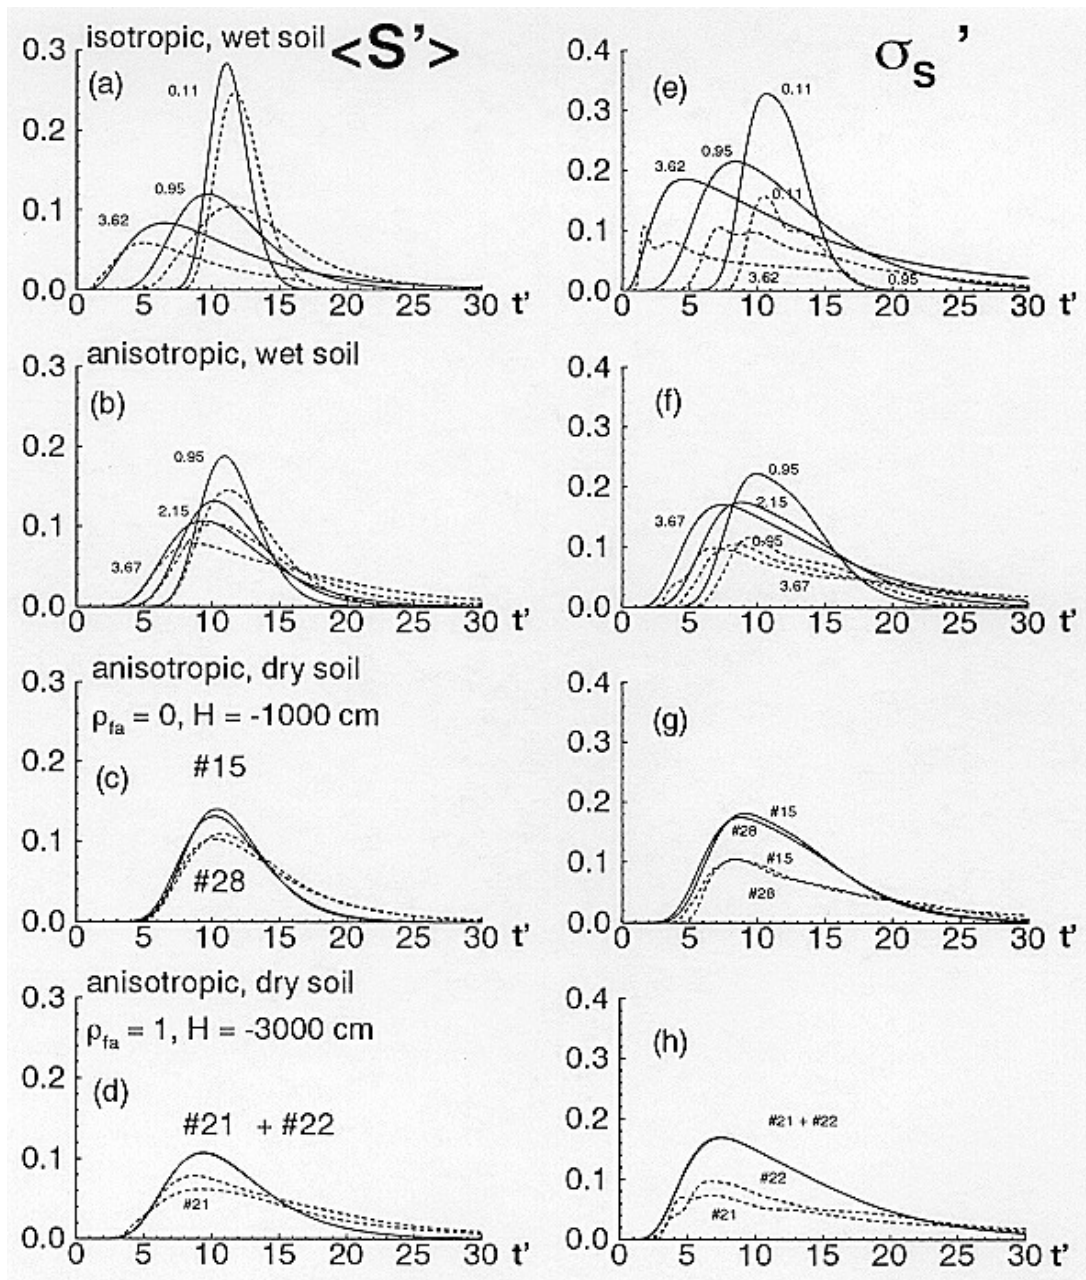 isotropic, wet soil <S'>
(a)
0.3
0.2
0.1
0.0
0.11
0.95
3.62
0 5 10 15 20 25 30 t'
σS'
(e)
0.4
0.3
0.2
0.1
0.0
0.11
0.95
3.62
0.11
3.62
0.95
0 5 10 15 20 25 30 t'
anisotropic, wet soil
(b)
0.3
0.2
0.1
0.0
0.95
2.15
3.67
0 5 10 15 20 25 30 t'
(f)
0.4
0.3
0.2
0.1
0.0
0.95
2.15
3.67
0.95
3.67
0 5 10 15 20 25 30 t'
anisotropic, dry soil
ρfa = 0, H = -1000 cm
(c)
#15
#28
0.3
0.2
0.1
0.0
0 5 10 15 20 25 30 t'
(g)
0.4
0.3
0.2
0.1
0.0
#15
#28
#15
#28
0 5 10 15 20 25 30 t'
anisotropic, dry soil
ρfa = 1, H = -3000 cm
(d)
#21 + #22
#21
0.3
0.2
0.1
0.0
0 5 10 15 20 25 30 t'
(h)
0.4
0.3
0.2
0.1
0.0
#21 + #22
#22
#21
0 5 10 15 20 25 30 t'